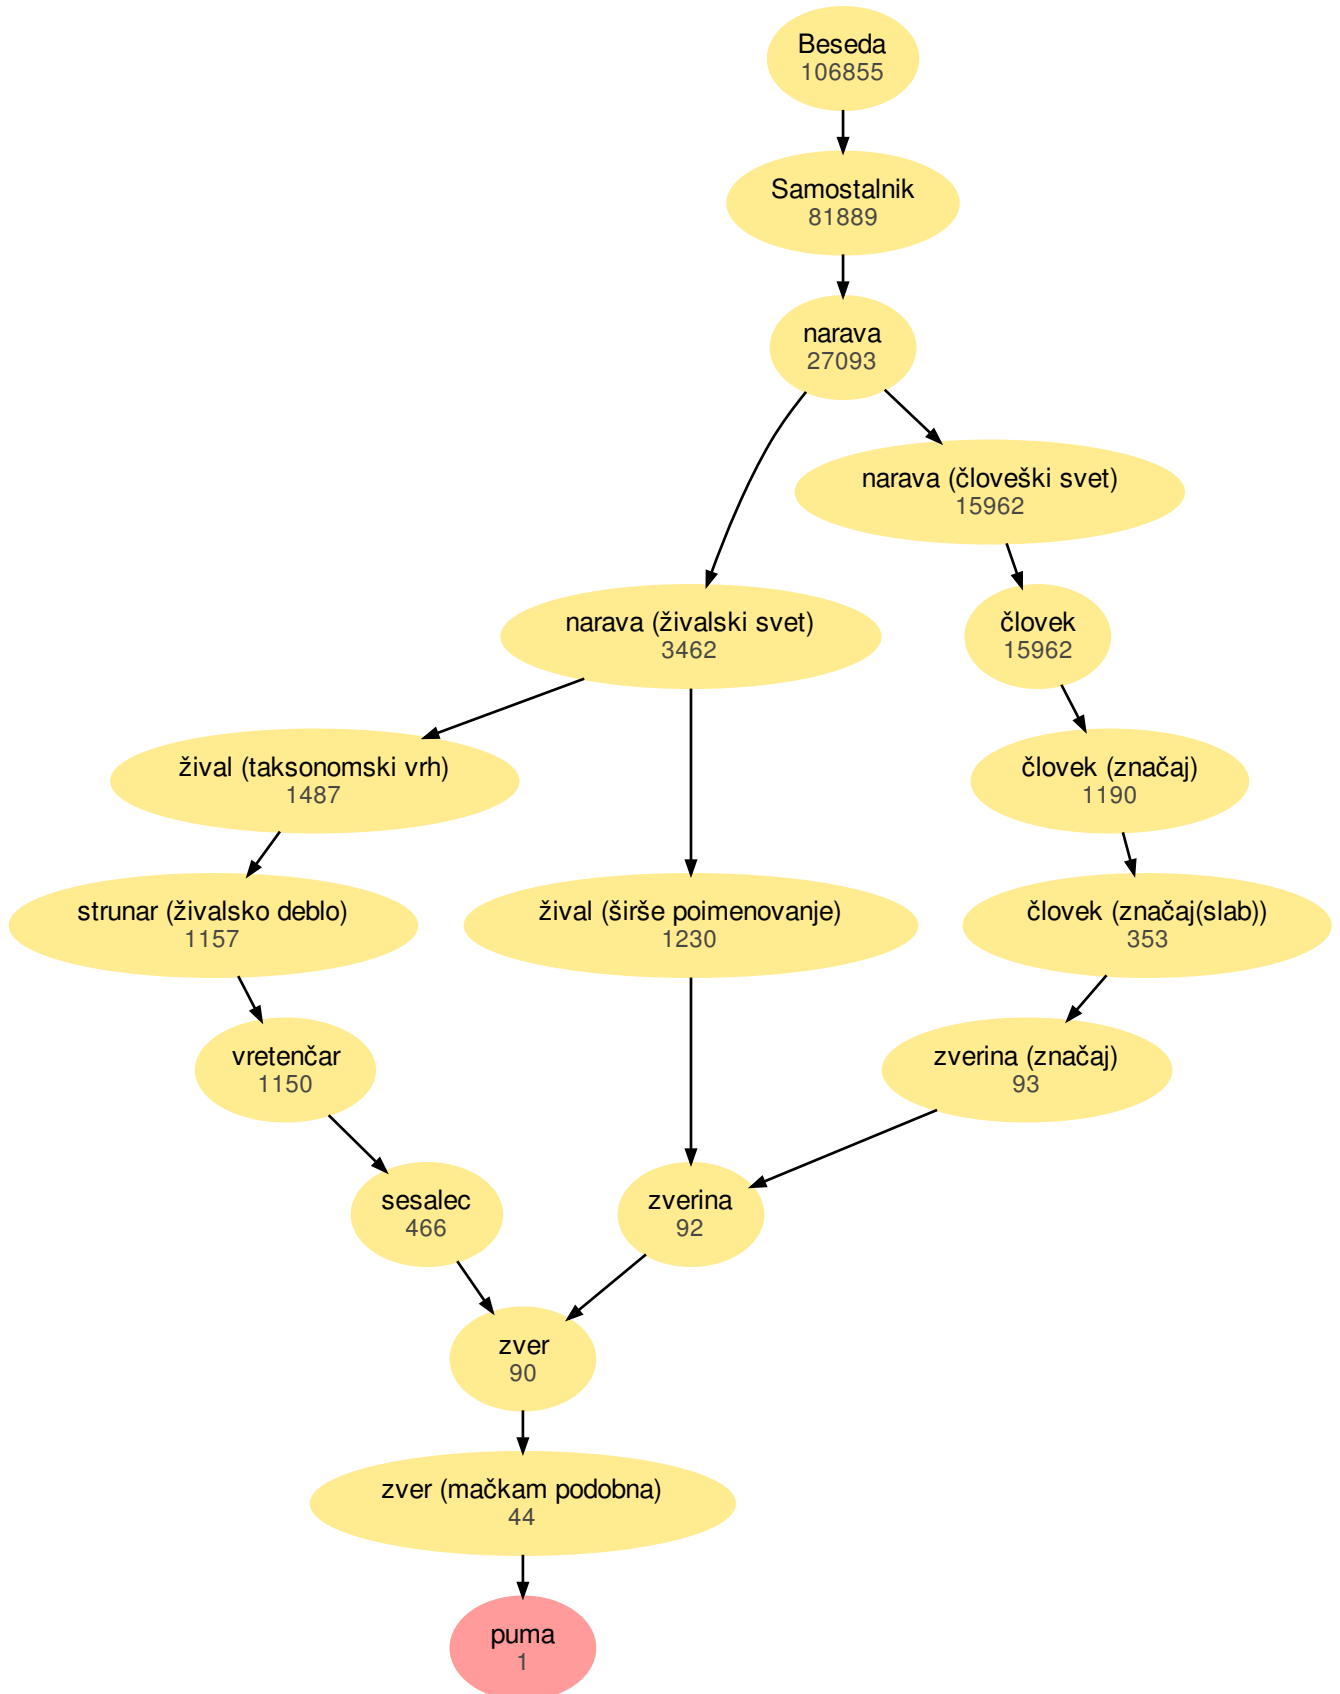 Beseda
106855
Samostalnik
81889
narava
27093
narava (človeški svet)
15962
narava (živalski svet)
3462
človek
15962
žival (taksonomski vrh)
1487
človek (značaj)
1190
strunar (živalsko deblo)
1157
žival (širše poimenovanje)
1230
človek (značaj(slab))
353
vretenčar
1150
zverina (značaj)
93
sesalec
466
zverina
92
zver
90
zver (mačkam podobna)
44
puma
1